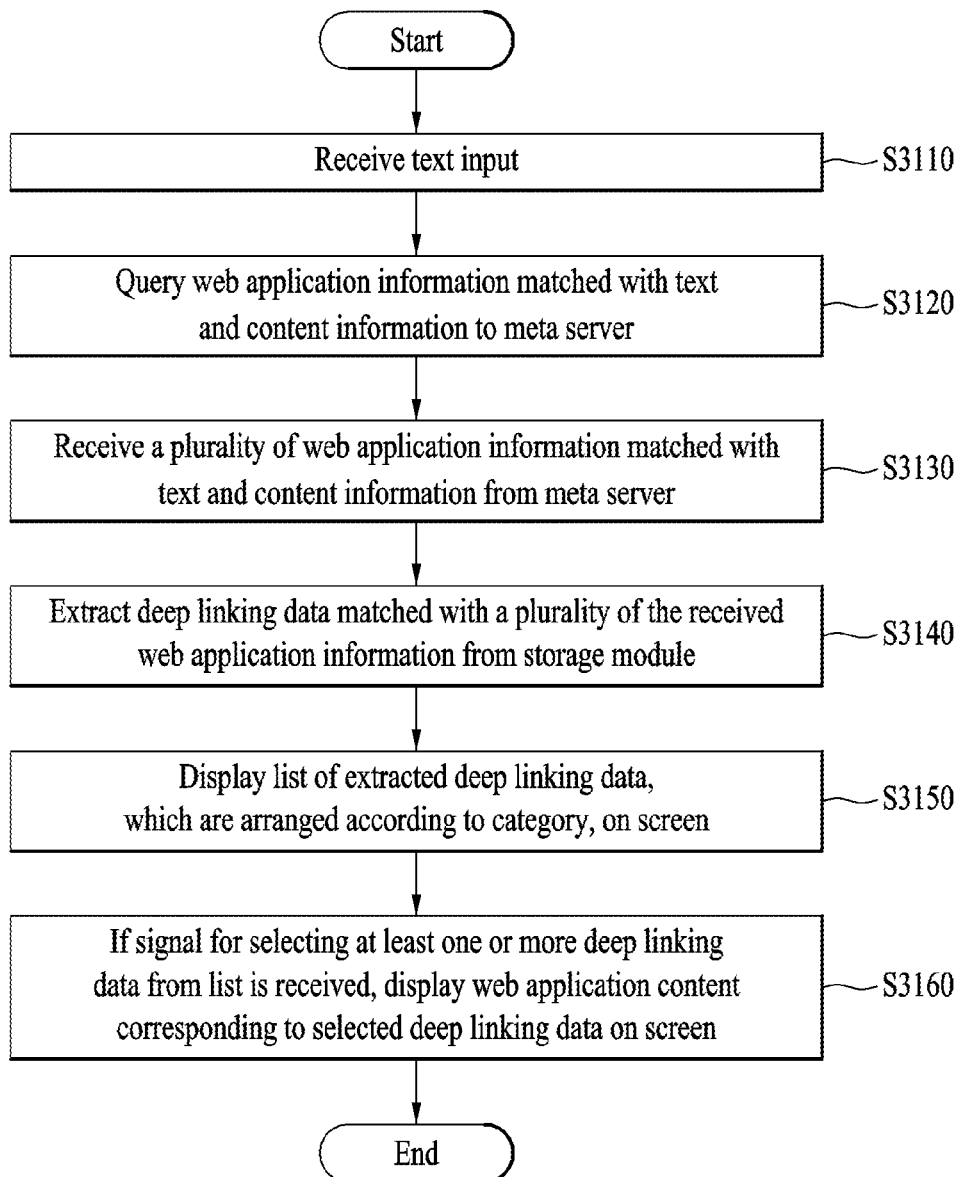 Start
Receive text input
S3110
Query web application information matched with text
and content information to meta server
S3120
Receive a plurality of web application information matched with
text and content information from meta server
S3130
Extract deep linking data matched with a plurality of the received
web application information from storage module
S3140
Display list of extracted deep linking data,
which are arranged according to category, on screen
S3150
If signal for selecting at least one or more deep linking
data from list is received, display web application content
corresponding to selected deep linking data on screen
S3160
End